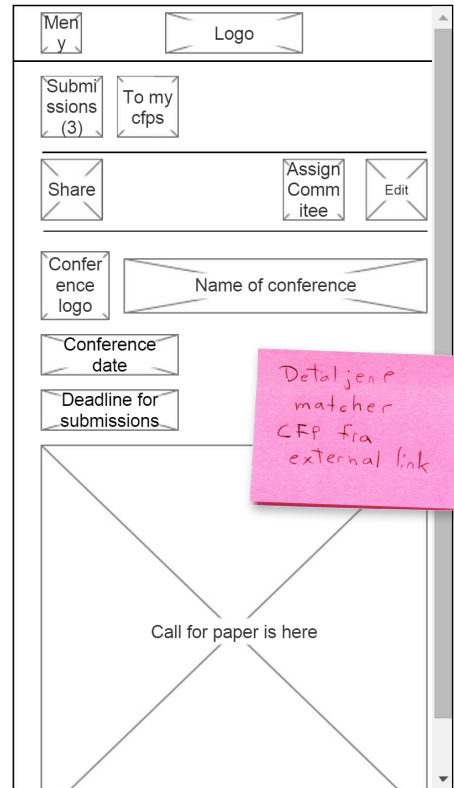 Men
y
Logo
Submi
ssions
(3)
To my
cfps
Share
Assign
Comm
itee
Edit
Confer
ence
logo
Name of conference
Conference
date
Deadline for
submissions
Detaljene
matcher
CFP fra
external link
Call for paper is here